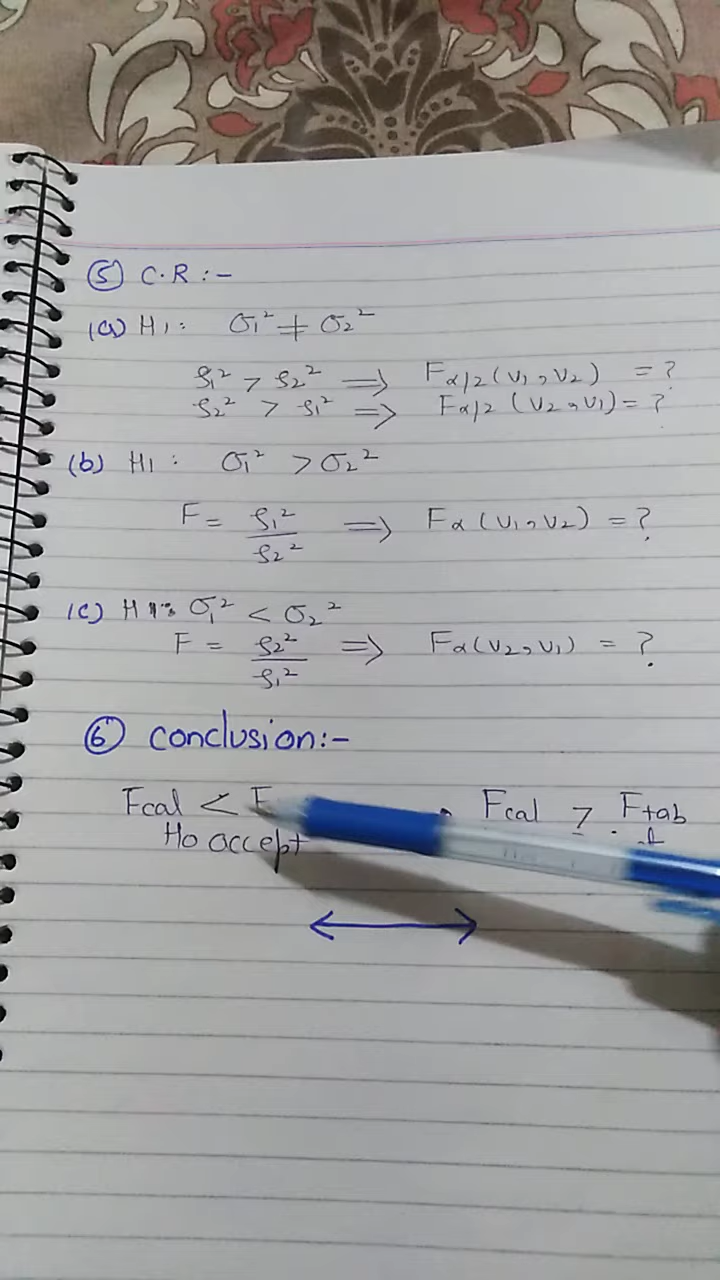 ⑤ C.R :-
(a) H₁ : σ₁² ≠ σ₂²
S₁² > S₂² ⟹ Fα/2 (v₁, v₂) = ?
S₂² > S₁² ⟹ Fα/2 (v₂, v₁) = ?
(b) H₁ : σ₁² > σ₂²
F = S₁²/S₂² ⟹ Fα (v₁, v₂) = ?
(c) H₁ : σ₁² < σ₂²
F = S₂²/S₁² ⟹ Fα (v₂, v₁) = ?
⑥ Conclusion :-
Fcal < F Fcal > Ftab
Ho accept